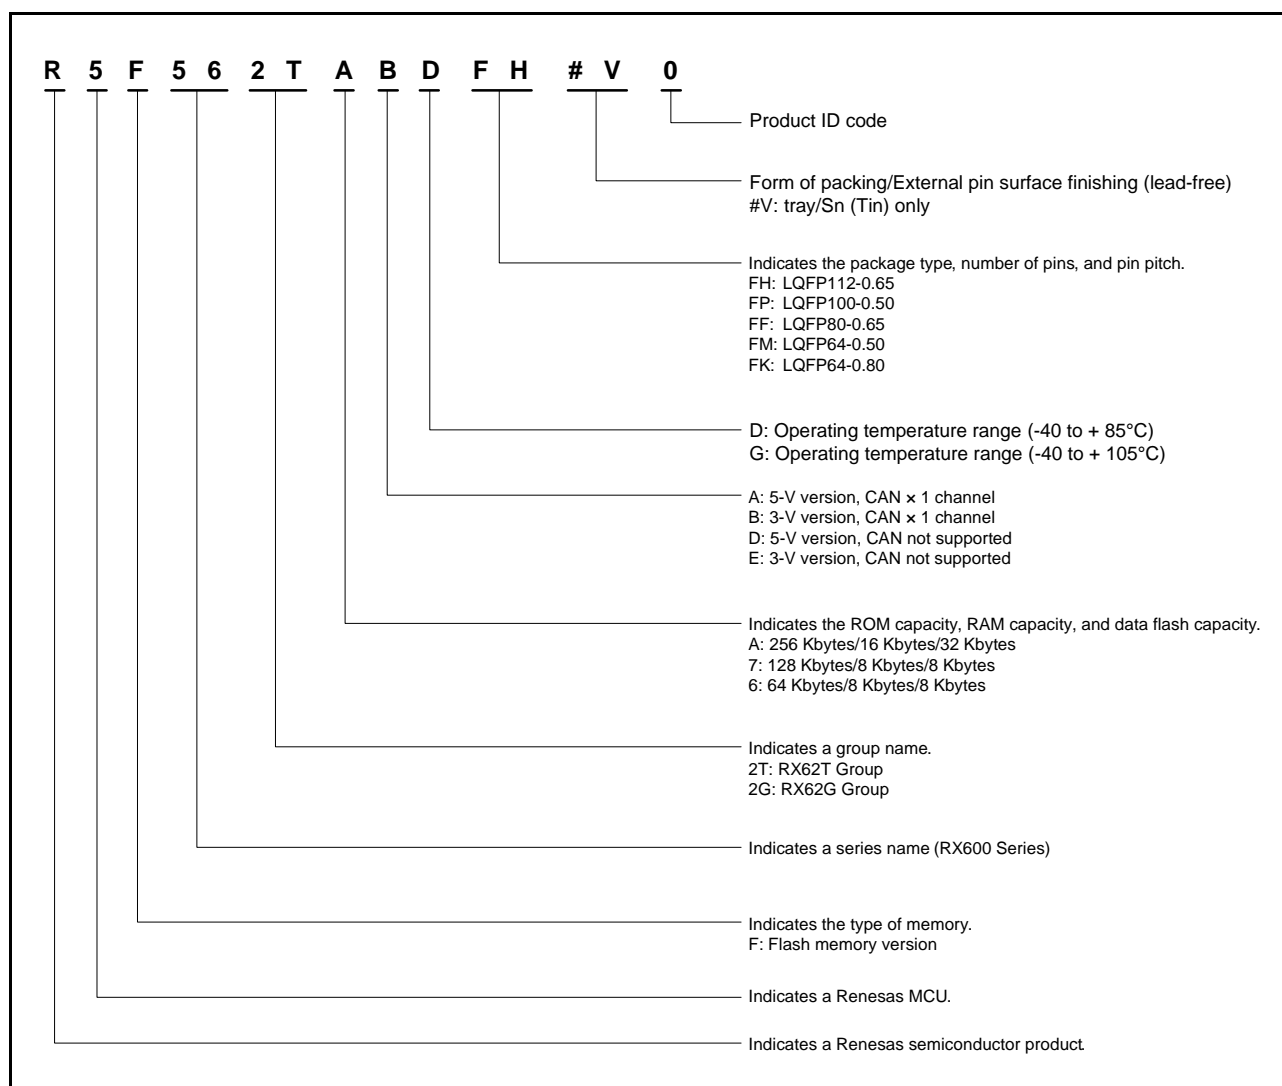 R 5 F 5 6 2 T A B D F H # V 0
Product ID code
Form of packing/External pin surface finishing (lead-free)
#V: tray/Sn (Tin) only
Indicates the package type, number of pins, and pin pitch.
FH: LQFP112-0.65
FP: LQFP100-0.50
FF: LQFP80-0.65
FM: LQFP64-0.50
FK: LQFP64-0.80
D: Operating temperature range (-40 to + 85°C)
G: Operating temperature range (-40 to + 105°C)
A: 5-V version, CAN × 1 channel
B: 3-V version, CAN × 1 channel
D: 5-V version, CAN not supported
E: 3-V version, CAN not supported
Indicates the ROM capacity, RAM capacity, and data flash capacity.
A: 256 Kbytes/16 Kbytes/32 Kbytes
7: 128 Kbytes/8 Kbytes/8 Kbytes
6: 64 Kbytes/8 Kbytes/8 Kbytes
Indicates a group name.
2T: RX62T Group
2G: RX62G Group
Indicates a series name (RX600 Series)
Indicates the type of memory.
F: Flash memory version
Indicates a Renesas MCU.
Indicates a Renesas semiconductor product.